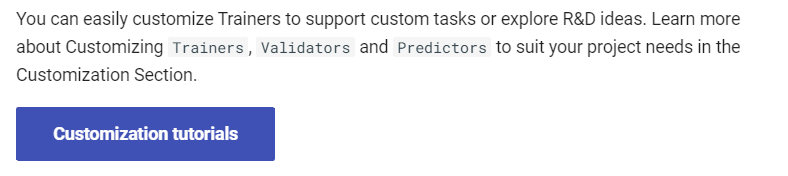 You can easily customize Trainers to support custom tasks or explore R&D ideas. Learn more
about Customizing Trainers, Validators and Predictors to suit your project needs in the
Customization Section.
Customization tutorials